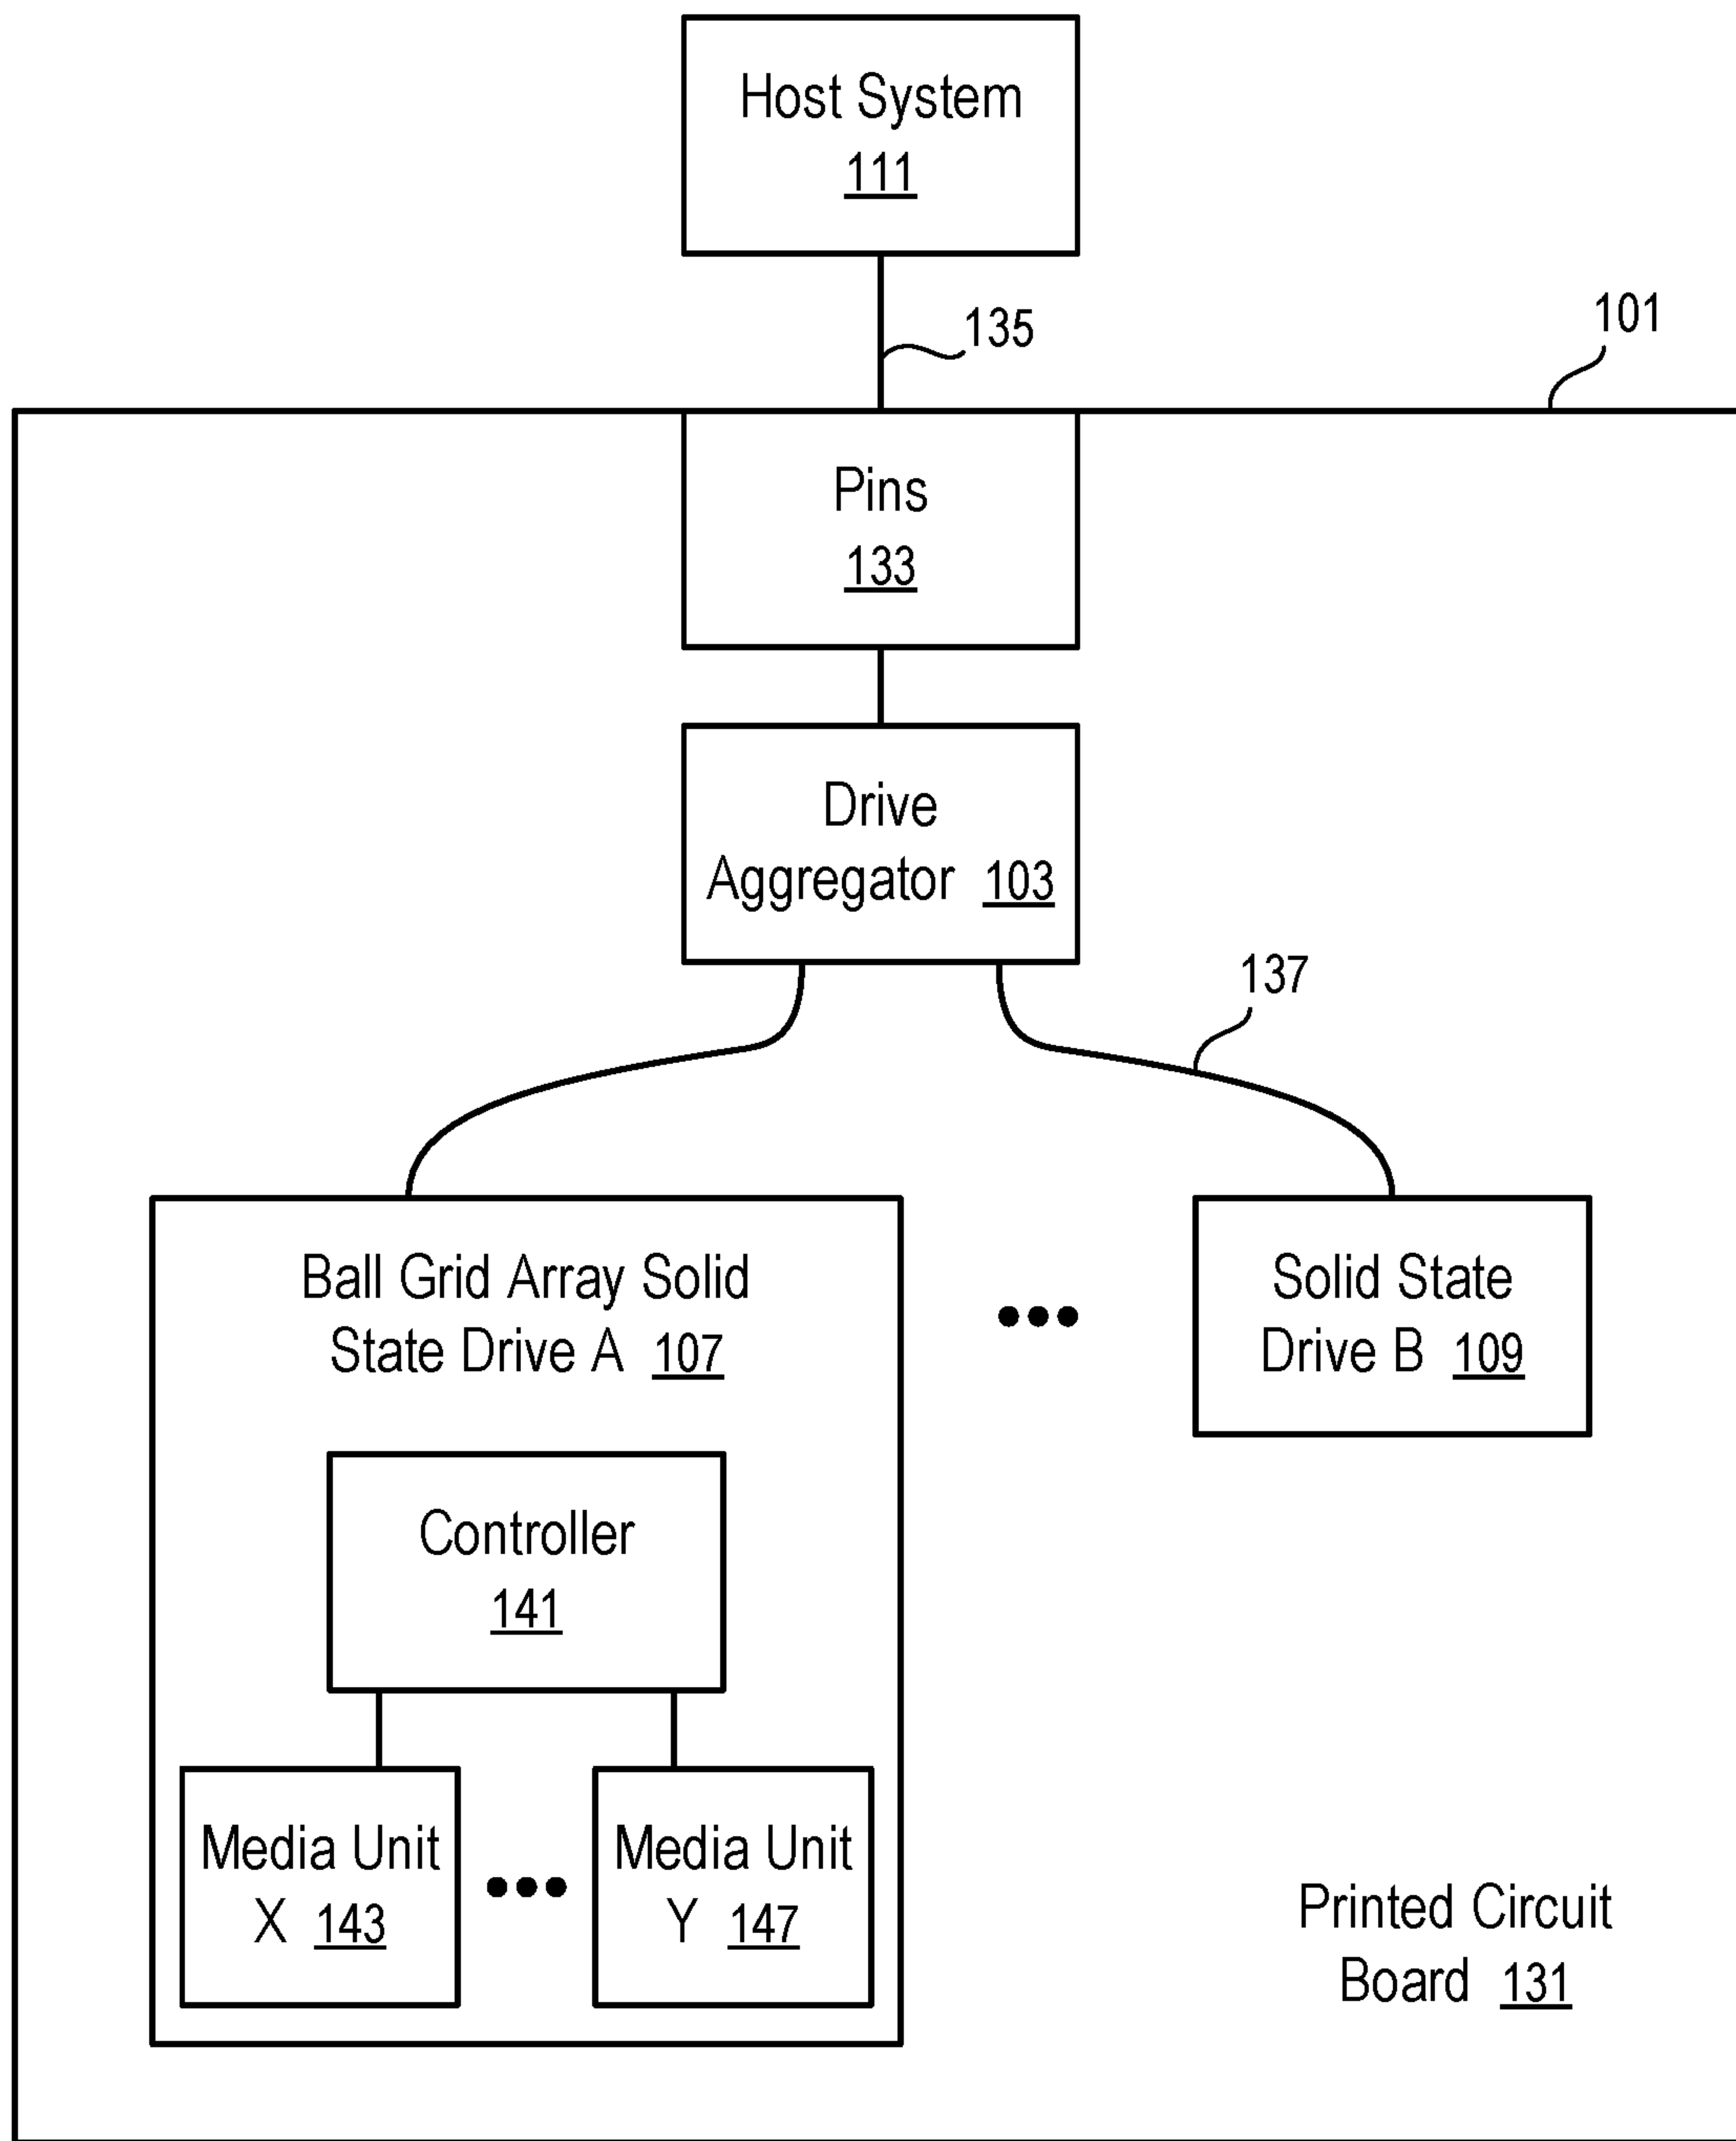 Host System
111
135
101
Pins
133
Drive
Aggregator 103
137
Ball Grid Array Solid
State Drive A 107
Solid State
Drive B 109
Controller
141
Media Unit
X 143
Media Unit
Y 147
Printed Circuit
Board 131